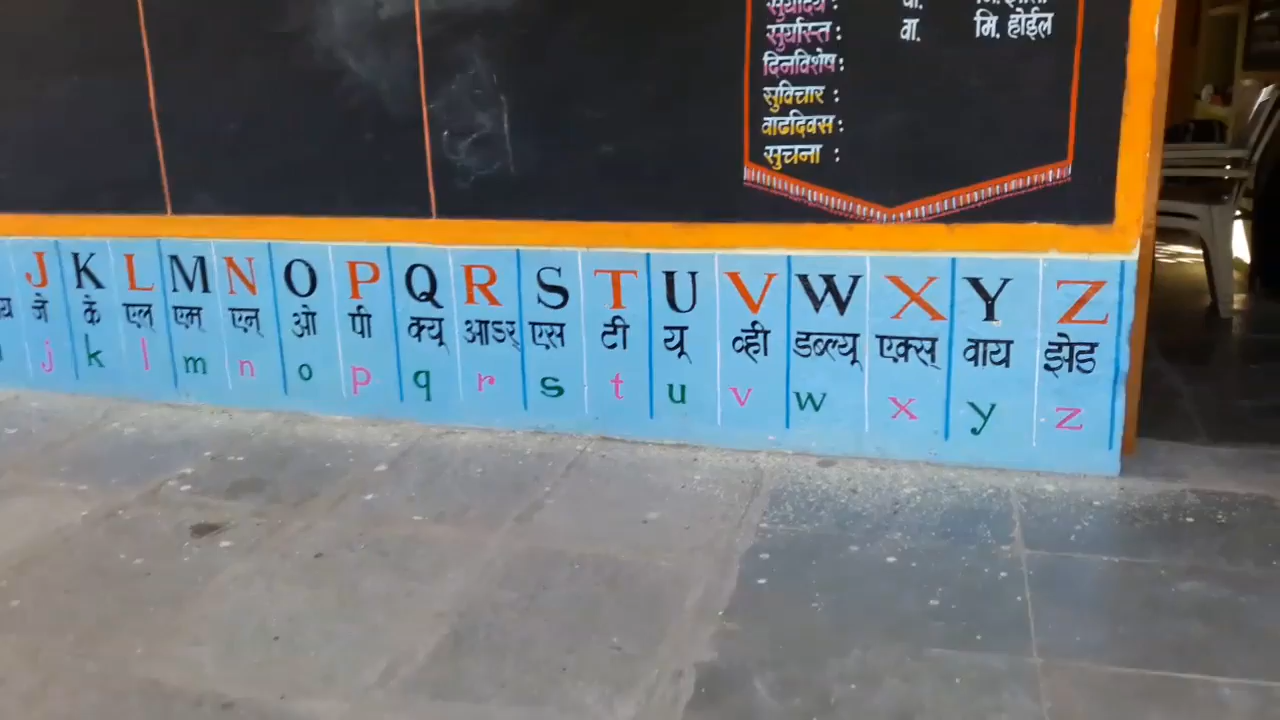 सुर्यास्त : वा. मि. होईल
दिनविशेष :
सुविचार :
वाढदिवस :
सुचना :
J K L M N O P Q R S T U V W X Y Z
जे के एल् एम् एन् ओ पी क्यू आऽर् एस टी यू व्ही डब्ल्यू एक्स् वाय झेड
j k l m n o p q r s t u v w x y z